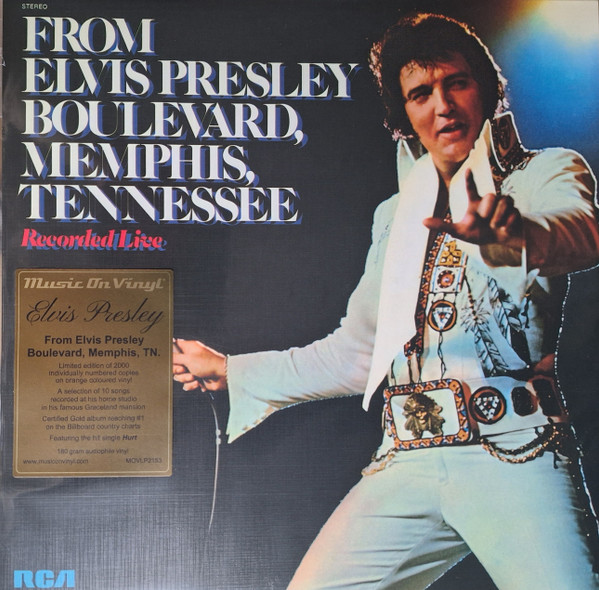 STEREO
FROM
ELVIS PRESLEY
BOULEVARD,
MEMPHIS,
TENNESSEE
Recorded Live
Music On Vinyl
Elvis Presley
From Elvis Presley
Boulevard, Memphis, TN.
Limited edition of 2000
individually numbered copies
on orange coloured vinyl
A selection of 10 songs
recorded at his home studio
in his famous Graceland mansion
Certified Gold album reaching #1
on the Billboard country charts
Featuring the hit single Hurt
180 gram audiophile vinyl
www.musiconvinyl.com MOVLP2153
RCA